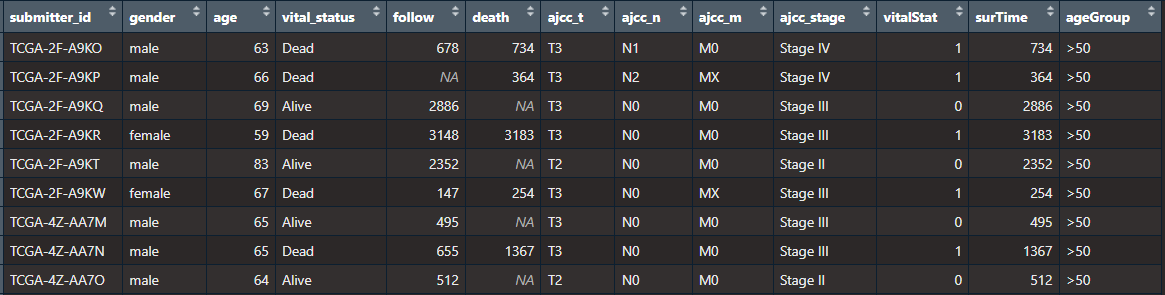 submitter_id gender age vital_status follow death ajcc_t ajcc_n ajcc_m ajcc_stage vitalStat surTime ageGroup
TCGA-2F-A9KO male 63 Dead 678 734 T3 N1 M0 Stage IV 1 734 >50
TCGA-2F-A9KP male 66 Dead NA 364 T3 N2 MX Stage IV 1 364 >50
TCGA-2F-A9KQ male 69 Alive 2886 NA T3 N0 M0 Stage III 0 2886 >50
TCGA-2F-A9KR female 59 Dead 3148 3183 T3 N0 M0 Stage III 1 3183 >50
TCGA-2F-A9KT male 83 Alive 2352 NA T2 N0 M0 Stage II 0 2352 >50
TCGA-2F-A9KW female 67 Dead 147 254 T3 N0 MX Stage III 1 254 >50
TCGA-4Z-AA7M male 65 Alive 495 NA T3 N0 M0 Stage III 0 495 >50
TCGA-4Z-AA7N male 65 Dead 655 1367 T3 N0 M0 Stage III 1 1367 >50
TCGA-4Z-AA7O male 64 Alive 512 NA T2 N0 M0 Stage II 0 512 >50